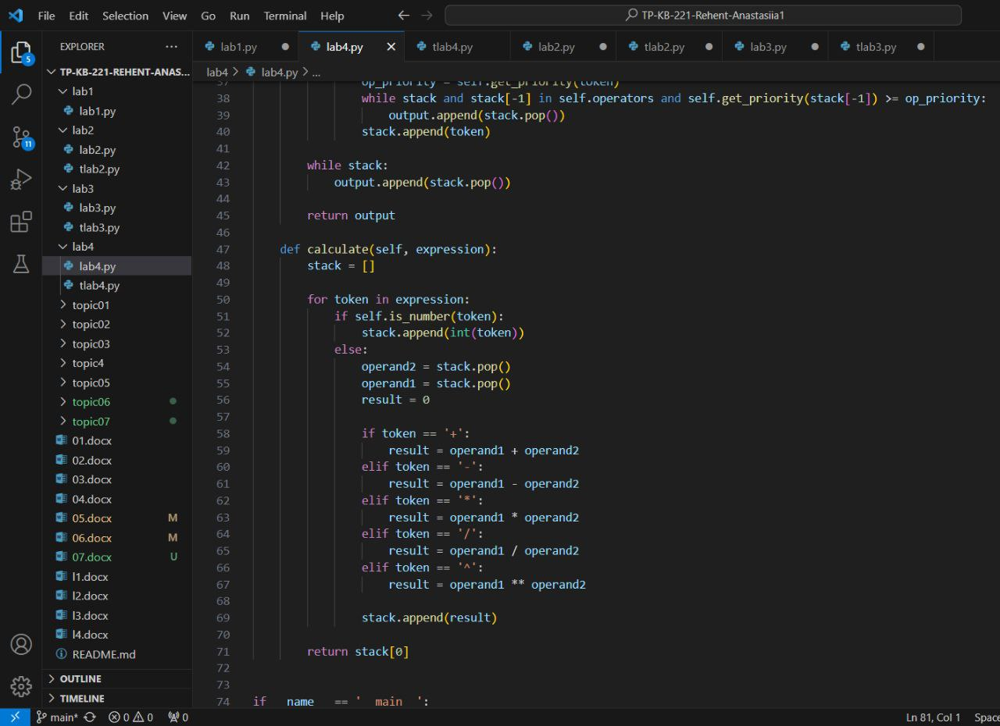 File Edit Selection View Go Run Terminal Help
TP-KB-221-Rehent-Anastasiia1
EXPLORER ...
5
11
TP-KB-221-REHENT-ANAS...
lab1
lab1.py
lab2
lab2.py
tlab2.py
lab3
lab3.py
tlab3.py
lab4
lab4.py
tlab4.py
topic01
topic02
topic03
topic4
topic05
topic06
topic07
01.docx
02.docx
03.docx
04.docx
05.docx M
06.docx M
07.docx U
l1.docx
l2.docx
l3.docx
l4.docx
README.md
OUTLINE
TIMELINE
lab1.py lab4.py tlab4.py lab2.py tlab2.py lab3.py tlab3.py
lab4 > lab4.py > ...
37 op_priority = self.get_priority(token)
38 while stack and stack[-1] in self.operators and self.get_priority(stack[-1]) >= op_priority:
39 output.append(stack.pop())
40 stack.append(token)
41
42 while stack:
43 output.append(stack.pop())
44
45 return output
46
47 def calculate(self, expression):
48 stack = []
49
50 for token in expression:
51 if self.is_number(token):
52 stack.append(int(token))
53 else:
54 operand2 = stack.pop()
55 operand1 = stack.pop()
56 result = 0
57
58 if token == '+':
59 result = operand1 + operand2
60 elif token == '-':
61 result = operand1 - operand2
62 elif token == '*':
63 result = operand1 * operand2
64 elif token == '/':
65 result = operand1 / operand2
66 elif token == '^':
67 result = operand1 ** operand2
68
69 stack.append(result)
70
71 return stack[0]
72
73
74 if __name__ == '__main__':
main* 0 0 0 Ln 81, Col 1